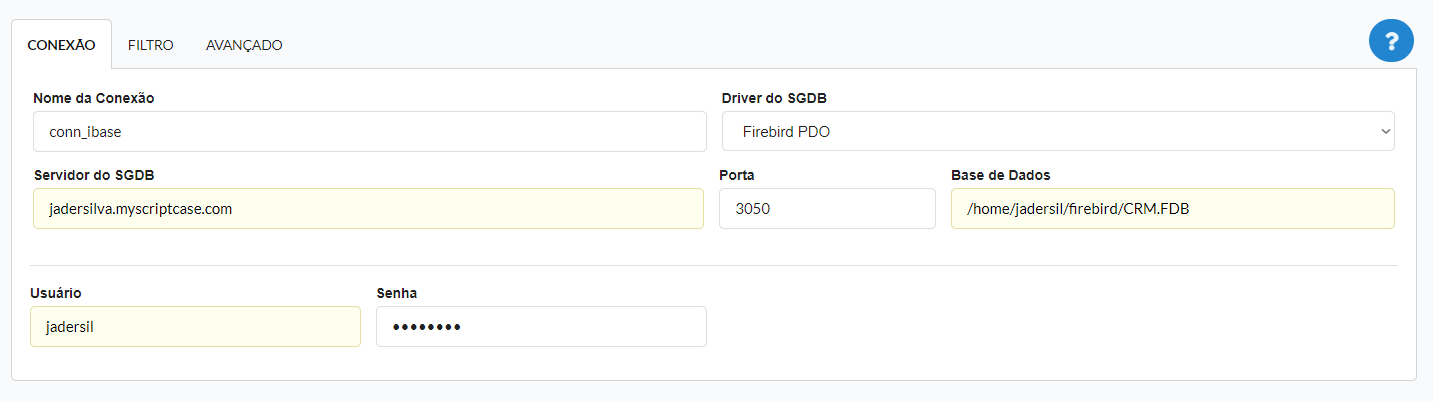 CONEXÃO FILTRO AVANÇADO ?
Nome da Conexão Driver do SGDB
conn_ibase Firebird PDO
Servidor do SGDB Porta Base de Dados
jadersilva.myscriptcase.com 3050 /home/jadersil/firebird/CRM.FDB
Usuário Senha
jadersil ••••••••